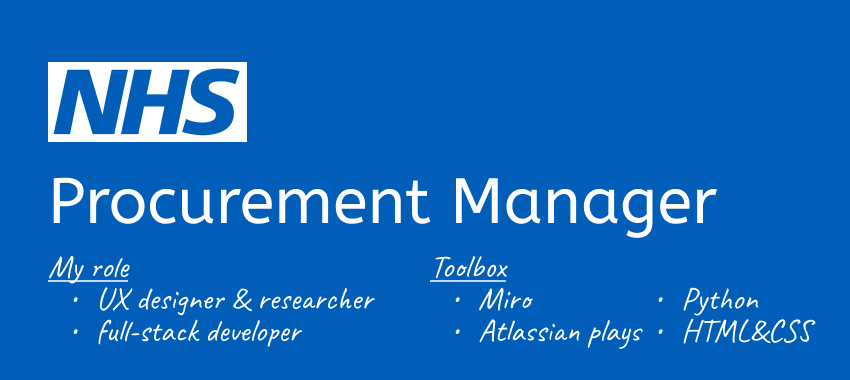 NHS
Procurement Manager
My role
• UX designer & researcher
• full-stack developer
Toolbox
• Miro
• Atlassian plays
• Python
• HTML&CSS